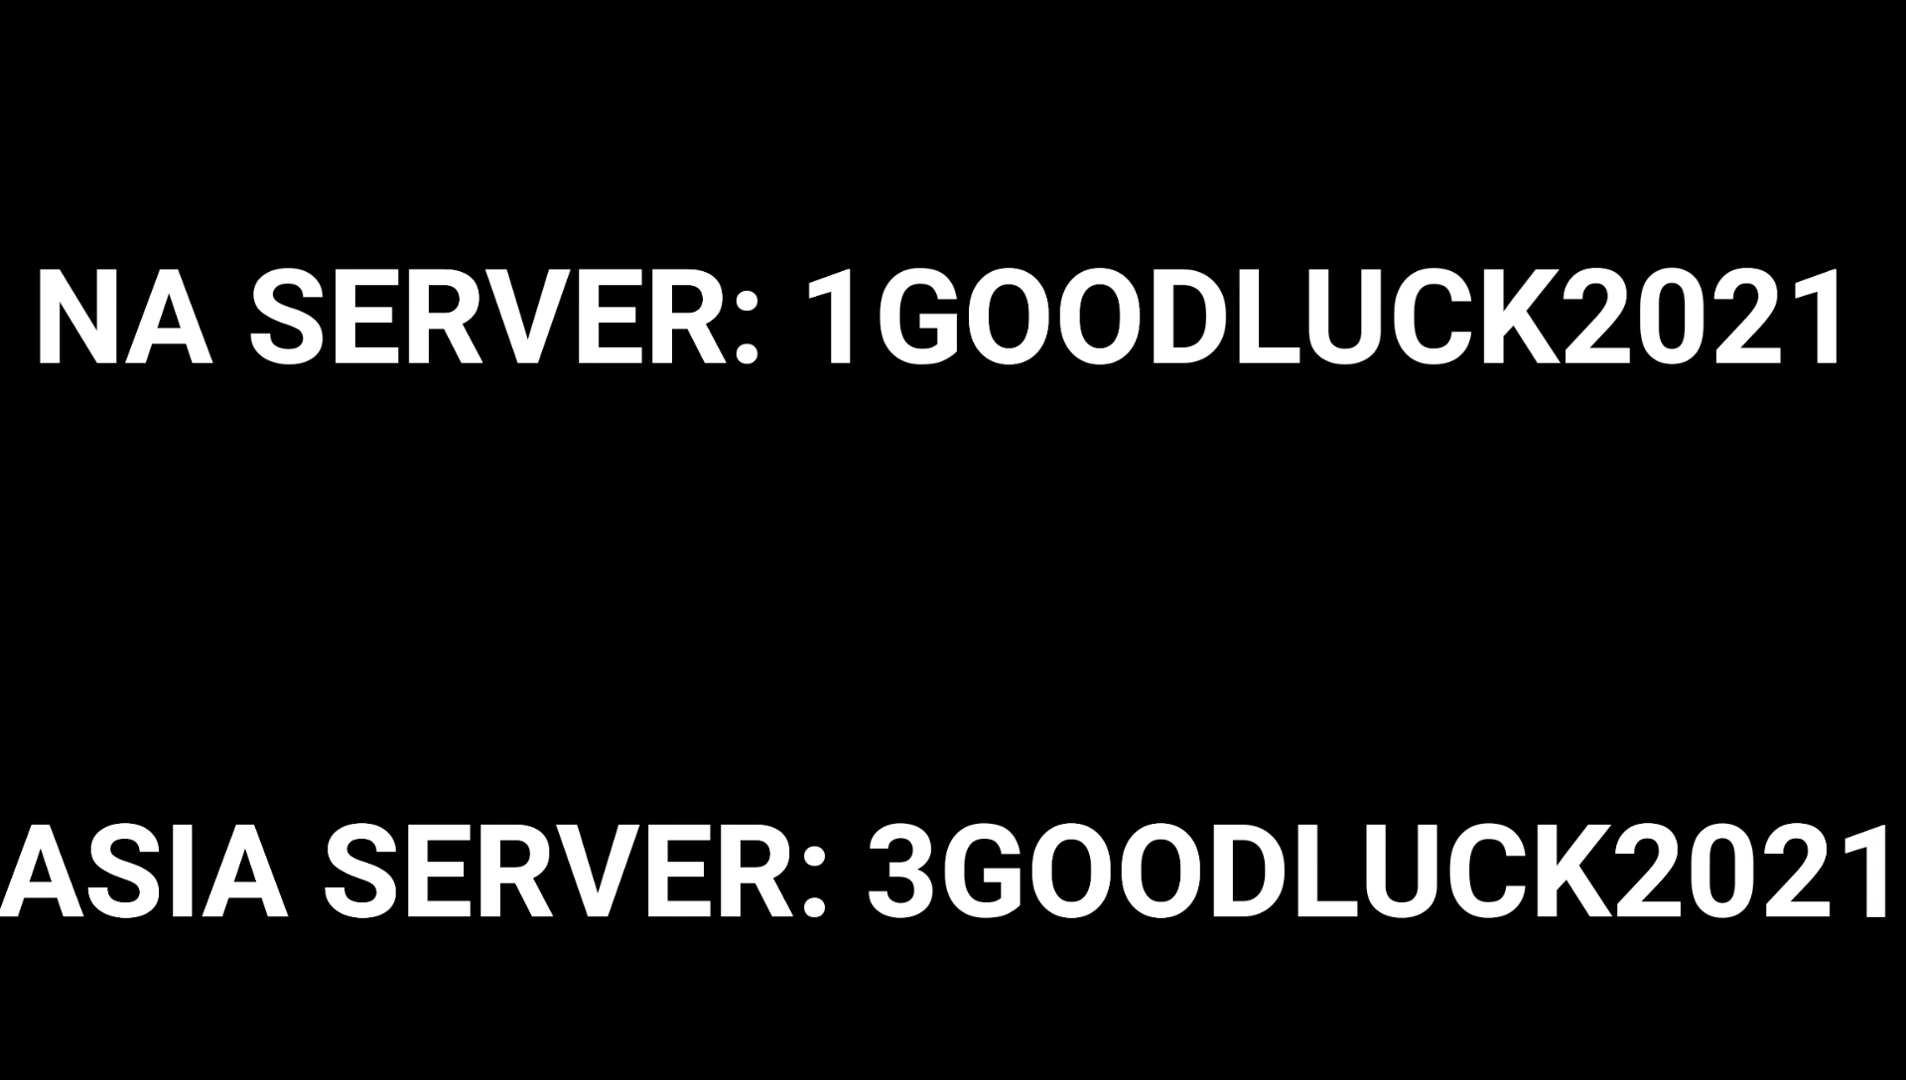 NA SERVER: 1GOODLUCK2021
ASIA SERVER: 3GOODLUCK2021